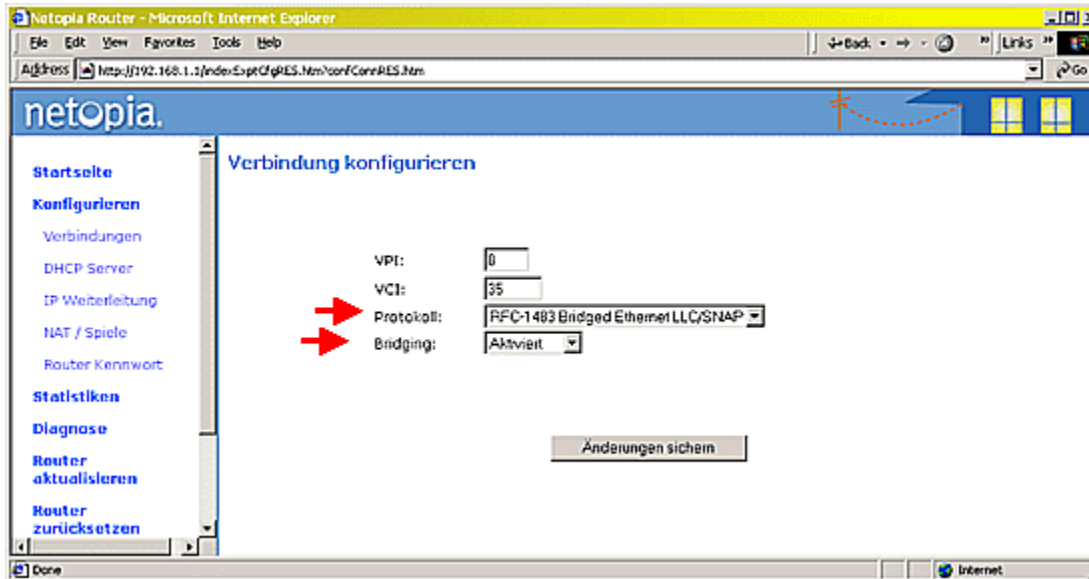 Netopia Router - Microsoft Internet Explorer
File Edit View Favorites Tools Help
Back
Links »
Address http://192.168.1.1/indexExptCfgRES.htm?confConnRES.htm
Go
netopia.
Startseite
Konfigurieren
Verbindungen
DHCP Server
IP Weiterleitung
NAT / Spiele
Router Kennwort
Statistiken
Diagnose
Router
aktualisieren
Router
zurücksetzen
Verbindung konfigurieren
VPI: 8
VCI: 35
Protokoll: RFC-1483 Bridged Ethernet LLC/SNAP
Bridging: Aktiviert
Änderungen sichern
Done
Internet